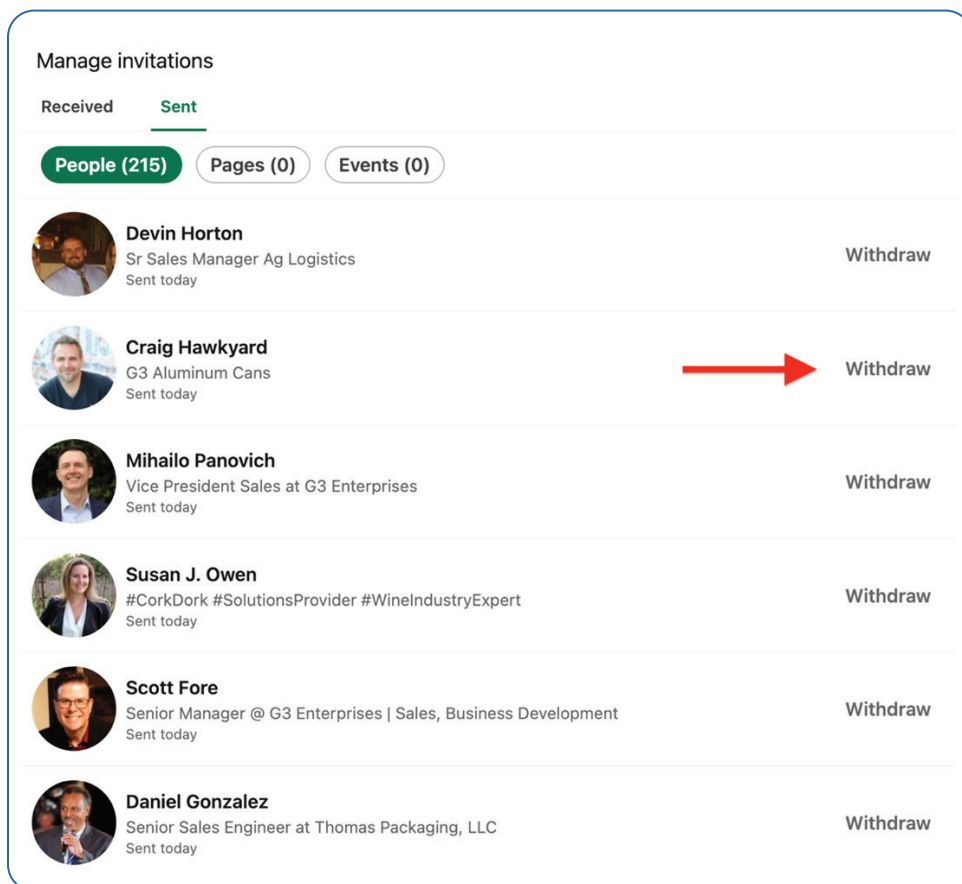 Manage invitations
Received Sent
People (215) Pages (0) Events (0)
Devin Horton
Sr Sales Manager Ag Logistics
Sent today
Withdraw
Craig Hawkyard
G3 Aluminum Cans
Sent today
Withdraw
Mihailo Panovich
Vice President Sales at G3 Enterprises
Sent today
Withdraw
Susan J. Owen
#CorkDork #SolutionsProvider #WineIndustryExpert
Sent today
Withdraw
Scott Fore
Senior Manager @ G3 Enterprises | Sales, Business Development
Sent today
Withdraw
Daniel Gonzalez
Senior Sales Engineer at Thomas Packaging, LLC
Sent today
Withdraw